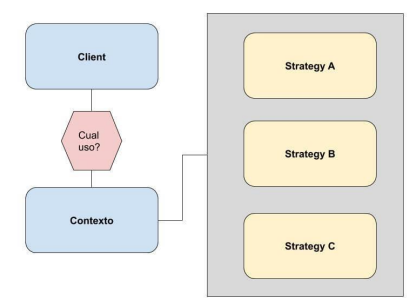 Client
Cual
uso?
Contexto
Strategy A
Strategy B
Strategy C